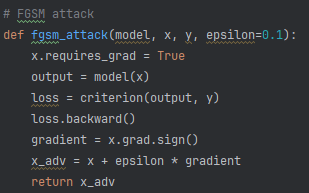 # FGSM attack
def fgsm_attack(model, x, y, epsilon=0.1):
    x.requires_grad = True
    output = model(x)
    loss = criterion(output, y)
    loss.backward()
    gradient = x.grad.sign()
    x_adv = x + epsilon * gradient
    return x_adv